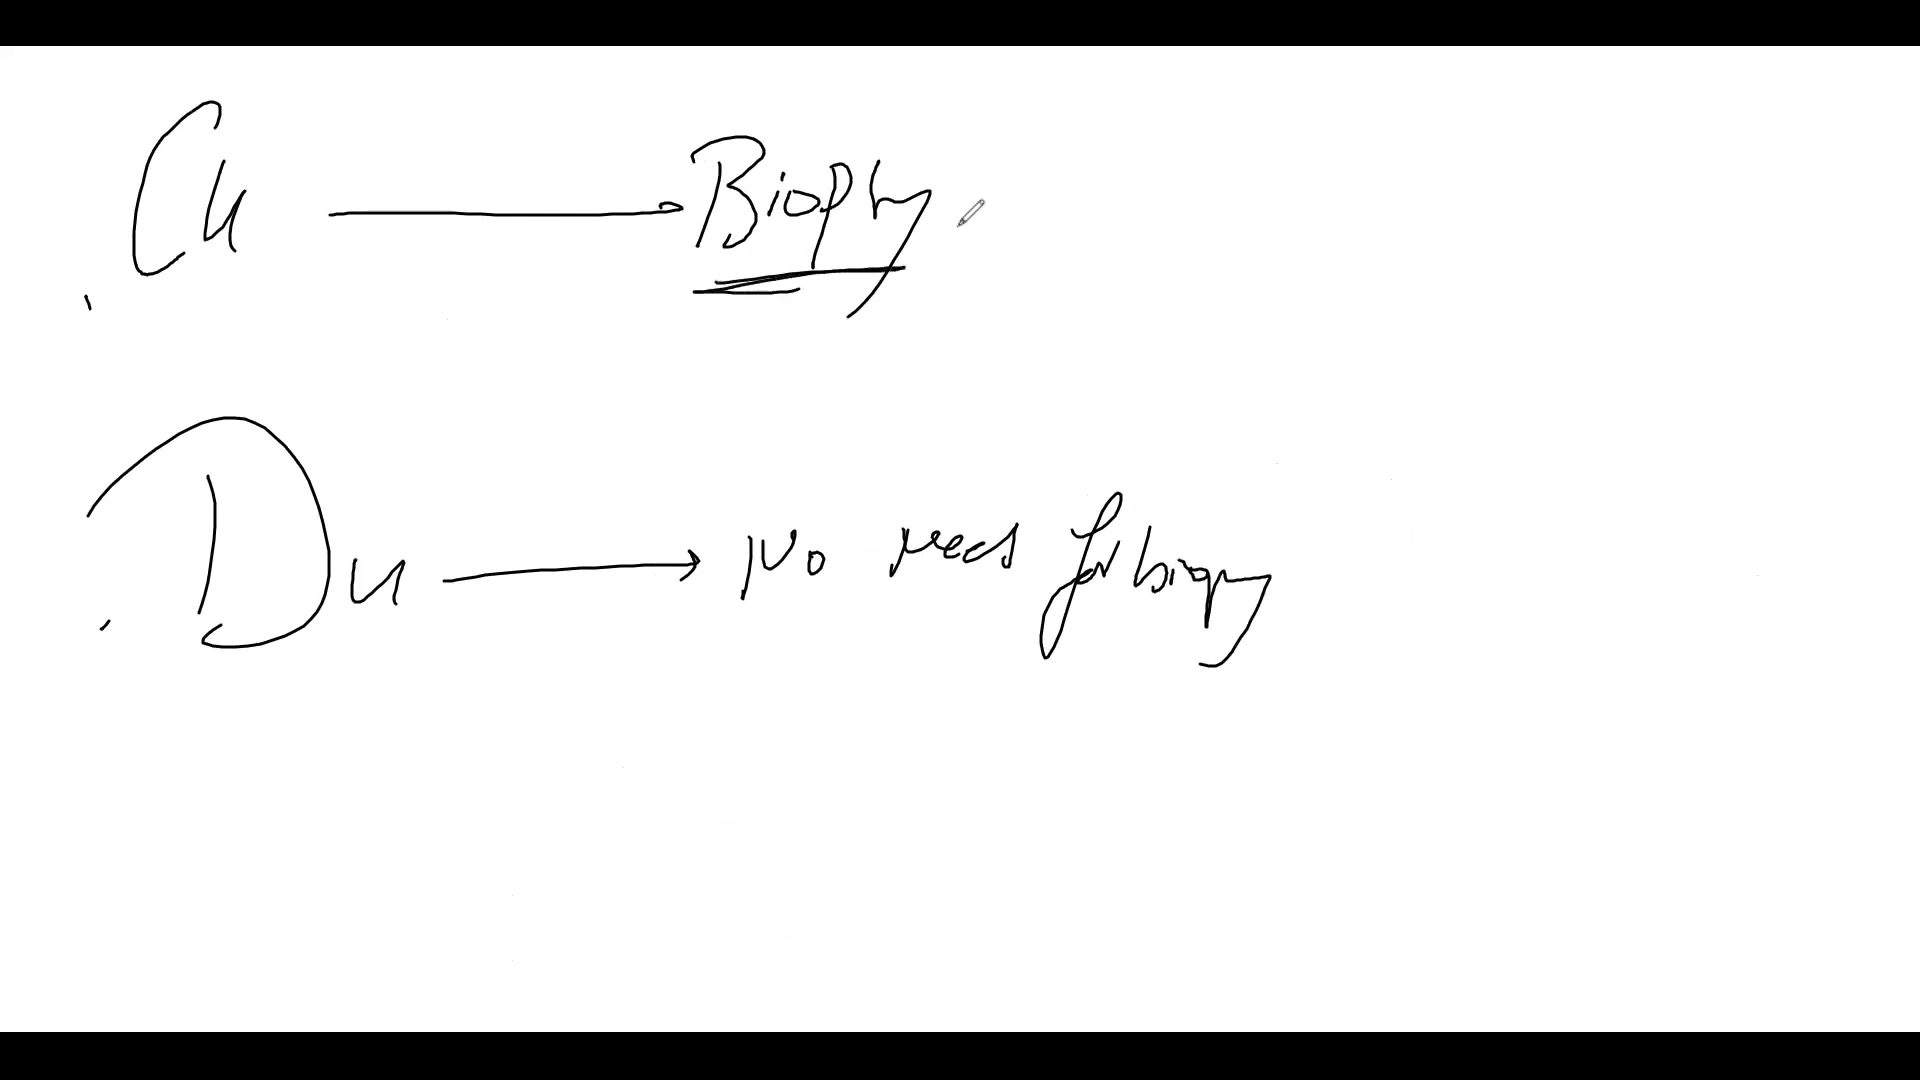 Gu → Biopsy
Du → No need for biopsy